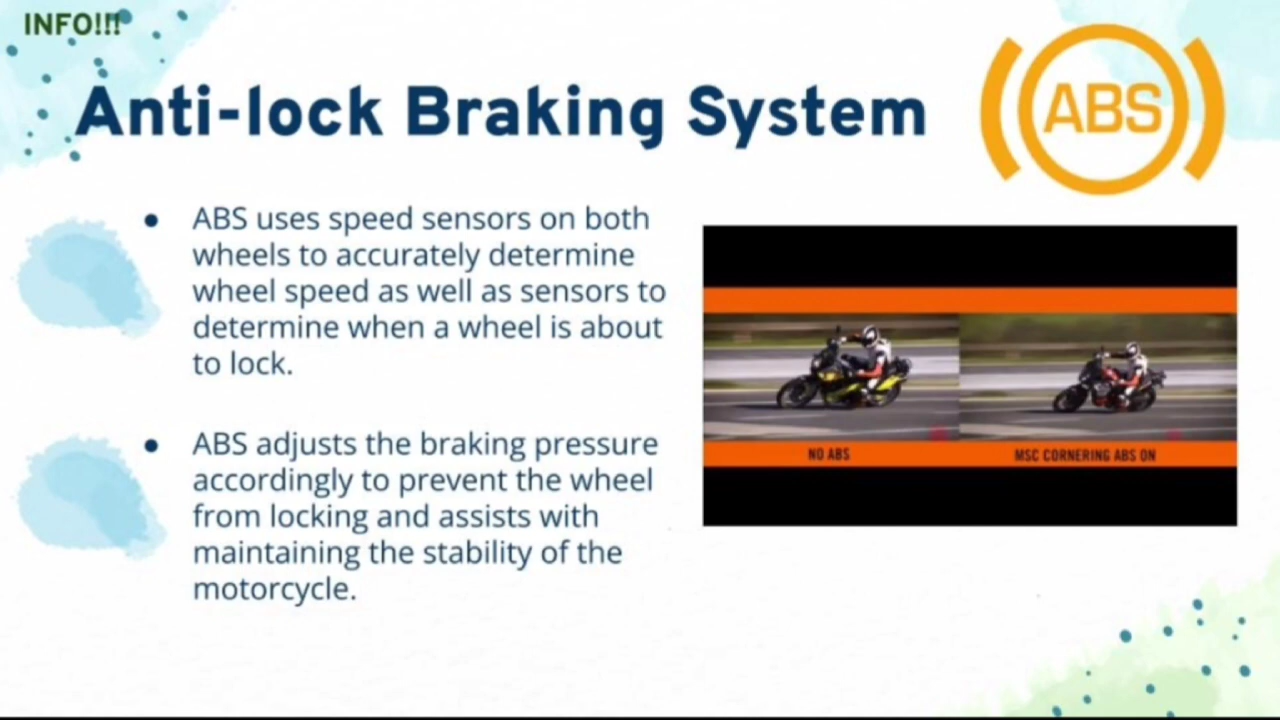 INFO!!!
Anti-lock Braking System
ABS
● ABS uses speed sensors on both
wheels to accurately determine
wheel speed as well as sensors to
determine when a wheel is about
to lock.
● ABS adjusts the braking pressure
accordingly to prevent the wheel
from locking and assists with
maintaining the stability of the
motorcycle.
NO ABS
MSC CORNERING ABS ON